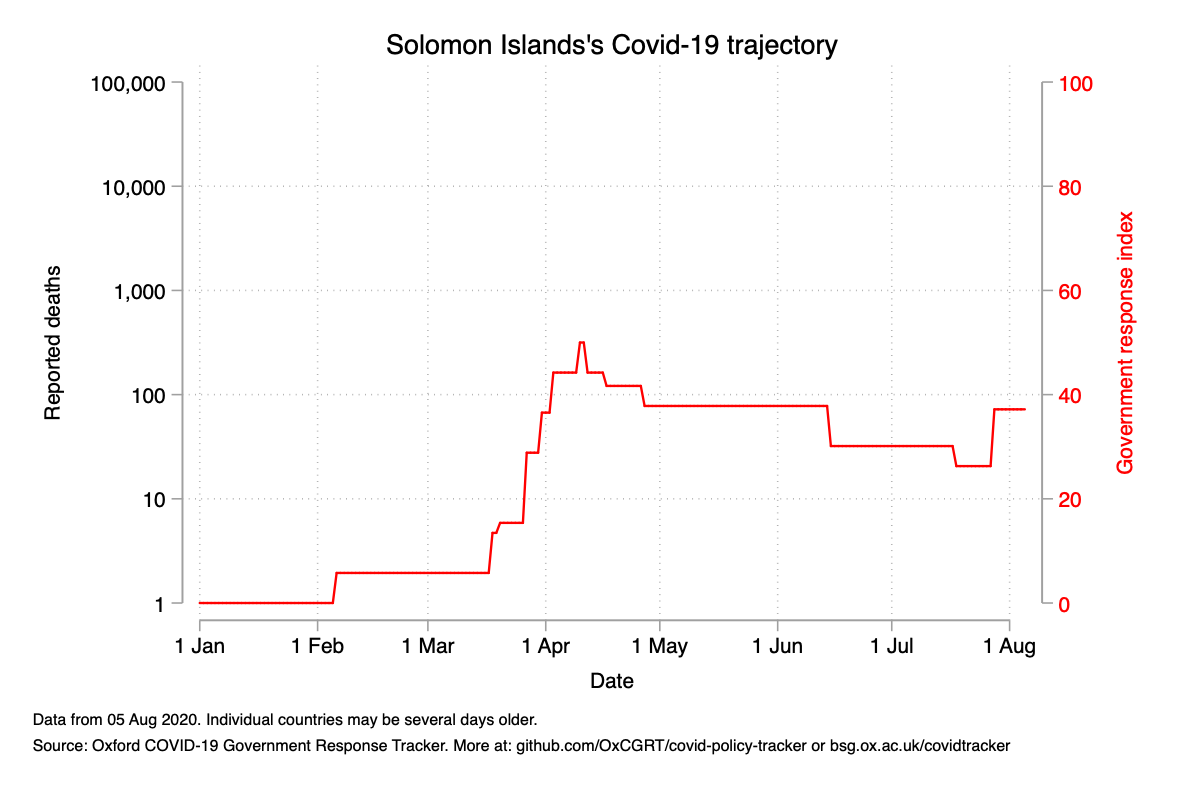 Solomon Islands's Covid-19 trajectory
100,000
10,000
1,000
100
10
1
Reported deaths
100
80
60
40
20
0
Government response index
1 Jan 1 Feb 1 Mar 1 Apr 1 May 1 Jun 1 Jul 1 Aug
Date
Data from 05 Aug 2020. Individual countries may be several days older.
Source: Oxford COVID-19 Government Response Tracker. More at: github.com/OxCGRT/covid-policy-tracker or bsg.ox.ac.uk/covidtracker